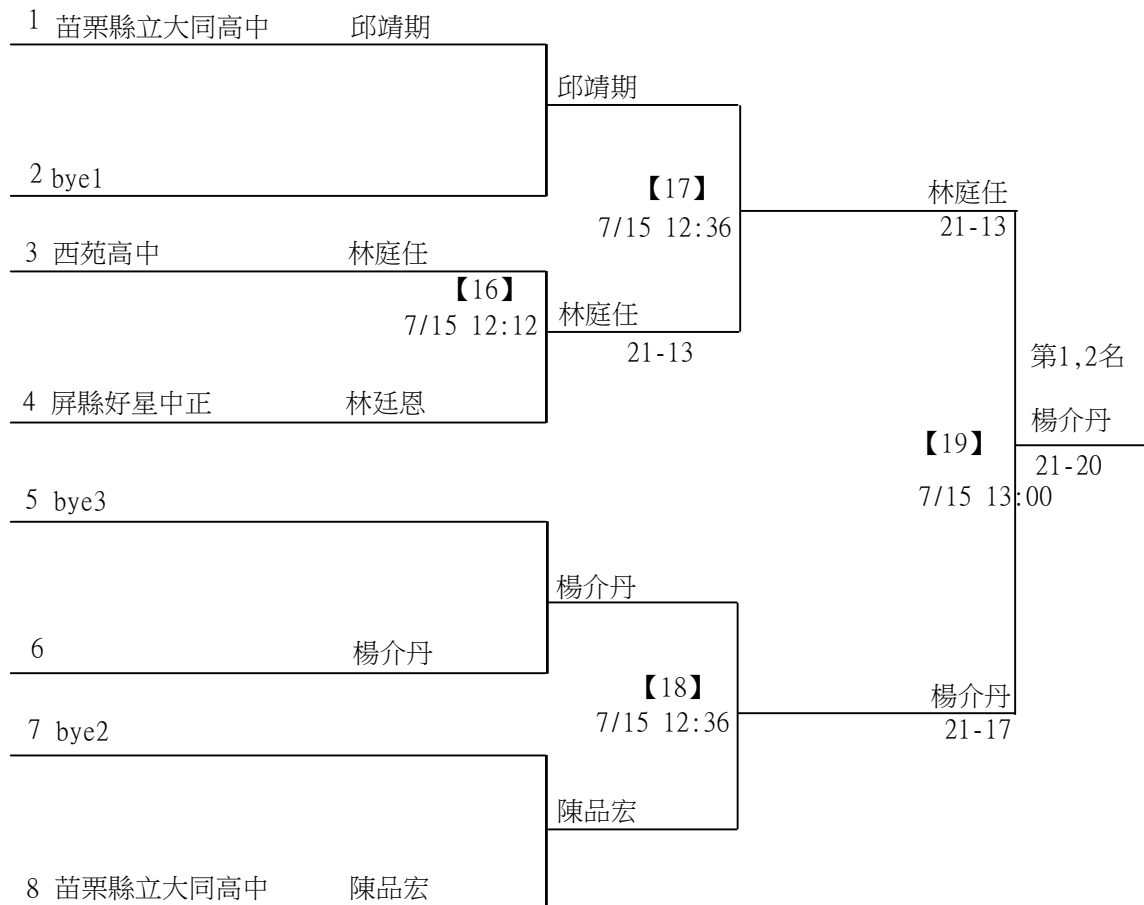 1 苗栗縣立大同高中 邱靖期
邱靖期
2 bye1
【17】
7/15 12:36
林庭任
21-13
3 西苑高中 林庭任
【16】
7/15 12:12
林庭任
21-13
第1,2名
4 屏縣好星中正 林廷恩
楊介丹
21-20
【19】
7/15 13:00
5 bye3
楊介丹
6 楊介丹
【18】
7/15 12:36
楊介丹
21-17
7 bye2
陳品宏
8 苗栗縣立大同高中 陳品宏